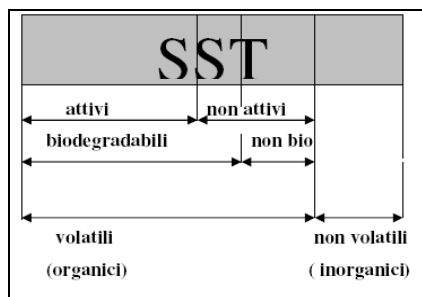 SST
attivi non attivi
biodegradabili non bio
volatili non volatili
(organici) ( inorganici)